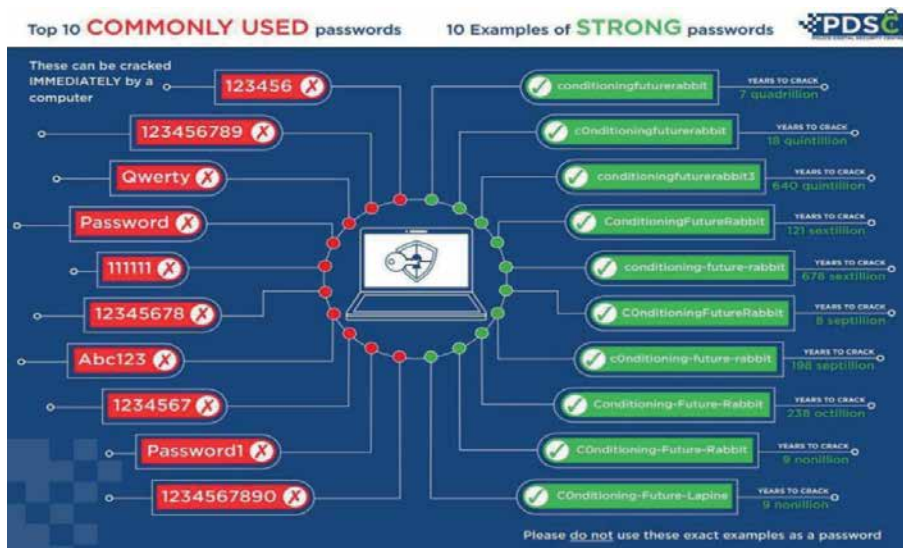 Top 10 COMMONLY USED passwords
10 Examples of STRONG passwords
PDSC
These can be cracked
IMMEDIATELY by a
computer
123456
123456789
Qwerty
Password
111111
12345678
Abc123
1234567
Password1
1234567890
conditioningfuturerabbit
YEARS TO CRACK
7 quadrillion
c0nditioningfuturerabbit
YEARS TO CRACK
18 quintillion
conditioningfuturerabbit3
YEARS TO CRACK
640 quintillion
ConditioningFutureRabbit
YEARS TO CRACK
121 sextillion
conditioning-future-rabbit
YEARS TO CRACK
678 sextillion
C0nditioningFutureRabbit
YEARS TO CRACK
8 septillion
c0nditioning-future-rabbit
YEARS TO CRACK
198 septillion
Conditioning-Future-Rabbit
YEARS TO CRACK
238 octillion
C0nditioning-Future-Rabbit
YEARS TO CRACK
9 nonillion
C0nditioning-Future-Lapine
YEARS TO CRACK
9 nonillion
Please do not use these exact examples as a password